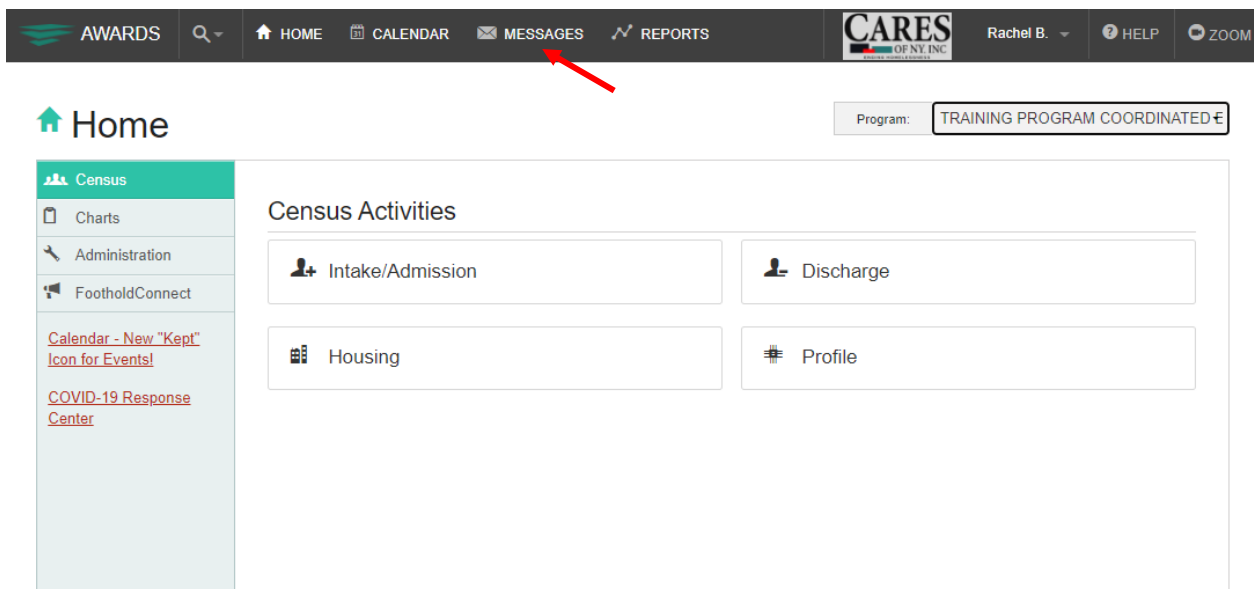 AWARDS HOME CALENDAR MESSAGES REPORTS CARES OF NY, INC Rachel B. HELP ZOOM
Home
Program: TRAINING PROGRAM COORDINATED E
Census
Charts
Administration
FootholdConnect
Calendar - New "Kept"
Icon for Events!
COVID-19 Response
Center
Census Activities
Intake/Admission
Discharge
Housing
Profile